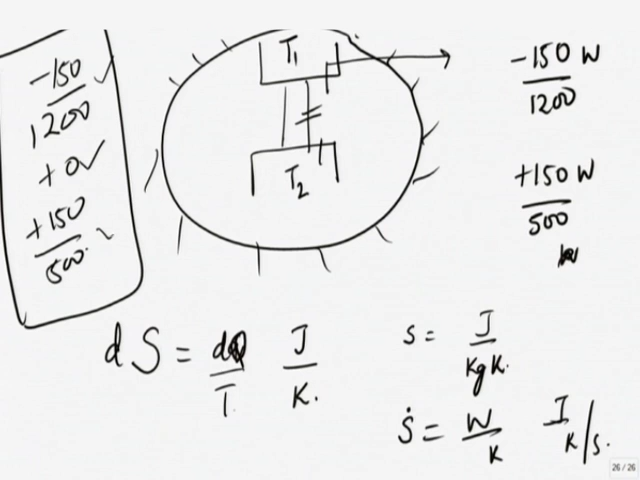 -150
1200
+0
+150
500
T1
T2
-150 W
1200
+150 W
500
dS = dQ/T J/K.
s = J/Kg K.
Ṡ = W/K J/K/s.
26 / 26